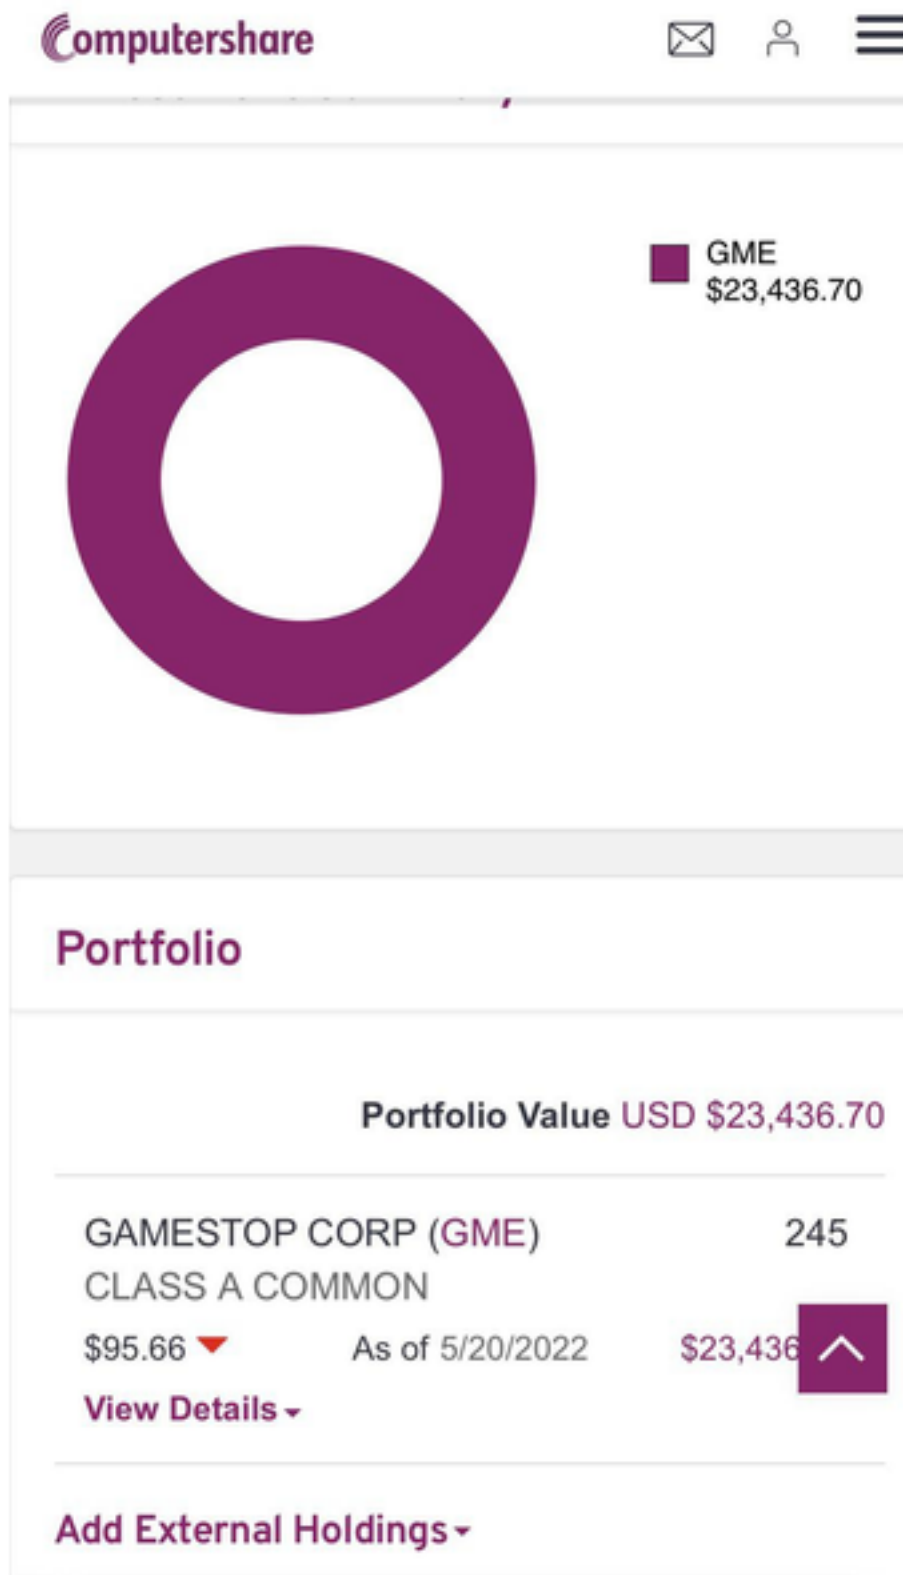 Computershare
GME
$23,436.70
Portfolio
Portfolio Value USD $23,436.70
GAMESTOP CORP (GME) 245
CLASS A COMMON
$95.66 As of 5/20/2022 $23,436
View Details
Add External Holdings